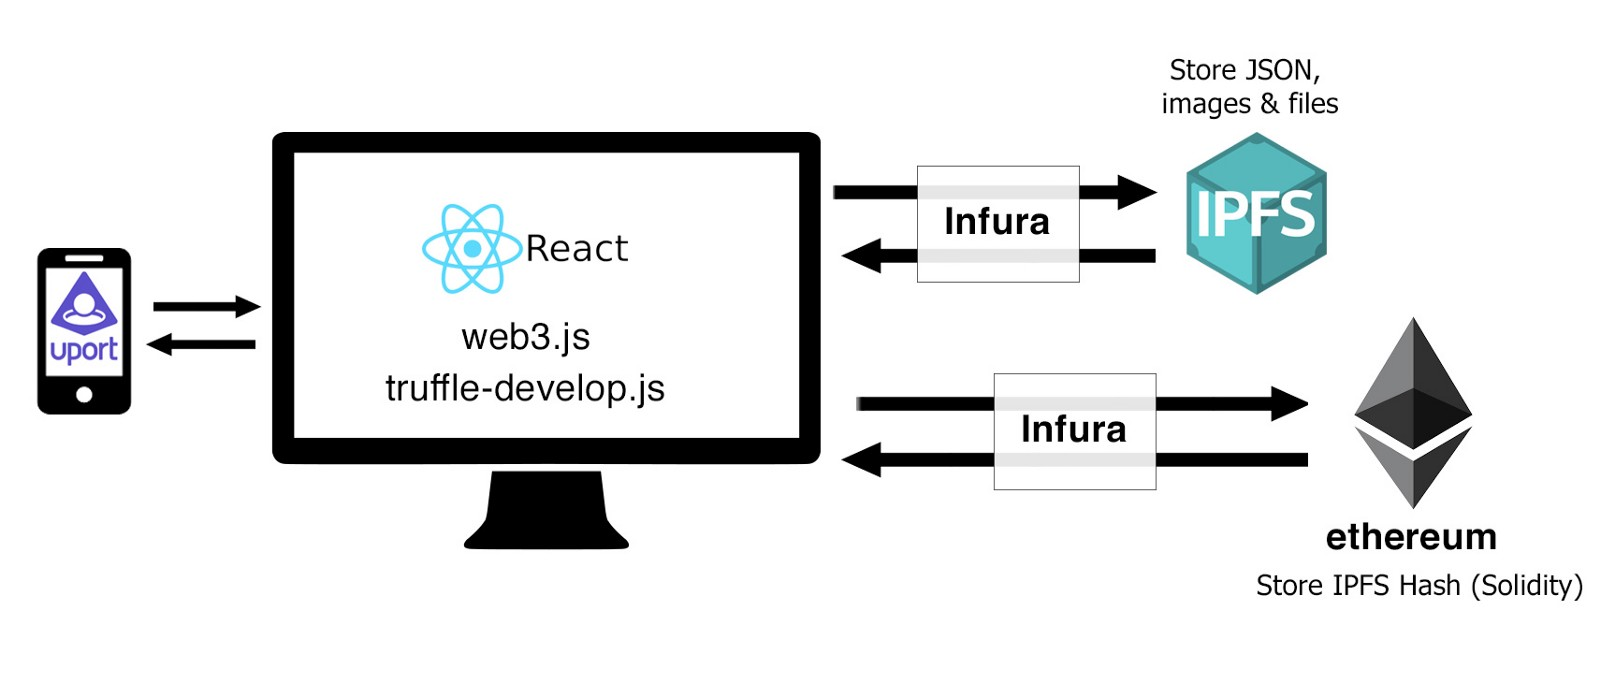 Store JSON,
images & files
IPFS
Infura
React
web3.js
truffle-develop.js
uport
Infura
ethereum
Store IPFS Hash (Solidity)